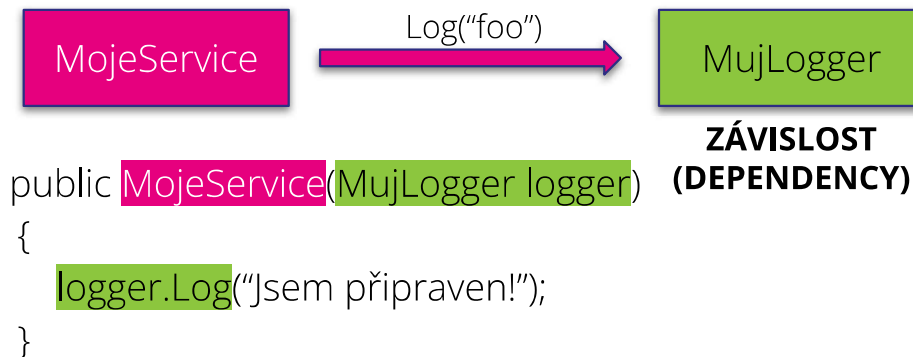 MojeService
Log(“foo”)
MujLogger
ZÁVISLOST
(DEPENDENCY)
public MojeService(MujLogger logger)
{
logger.Log(“Jsem připraven!”);
}